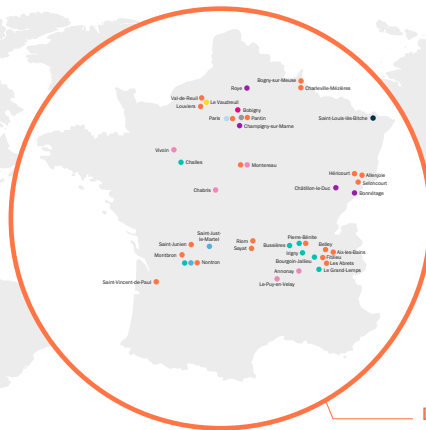 Bogny-sur-Meuse
Roye
Charleville-Mézières
Val-de-Reuil
Le Vaudreuil
Louviers
Bobigny
Paris
Pantin
Saint-Louis-lès-Bitche
Champigny-sur-Marne
Vivoin
Challes
Montereau
Héricourt
Allenjoie
Seloncourt
Châtillon-le-Duc
Bonnétage
Chabris
Saint-Just-
le-Martel
Pierre-Bénite
Saint-Junien
Riom
Bussières
Belley
Sayat
Aix-les-Bains
Montbron
Irigny
Fitilieu
Bourgoin-Jallieu
Les Abrets
Nontron
Le Grand-Lemps
Annonay
Saint-Vincent-de-Paul
Le Puy-en-Velay